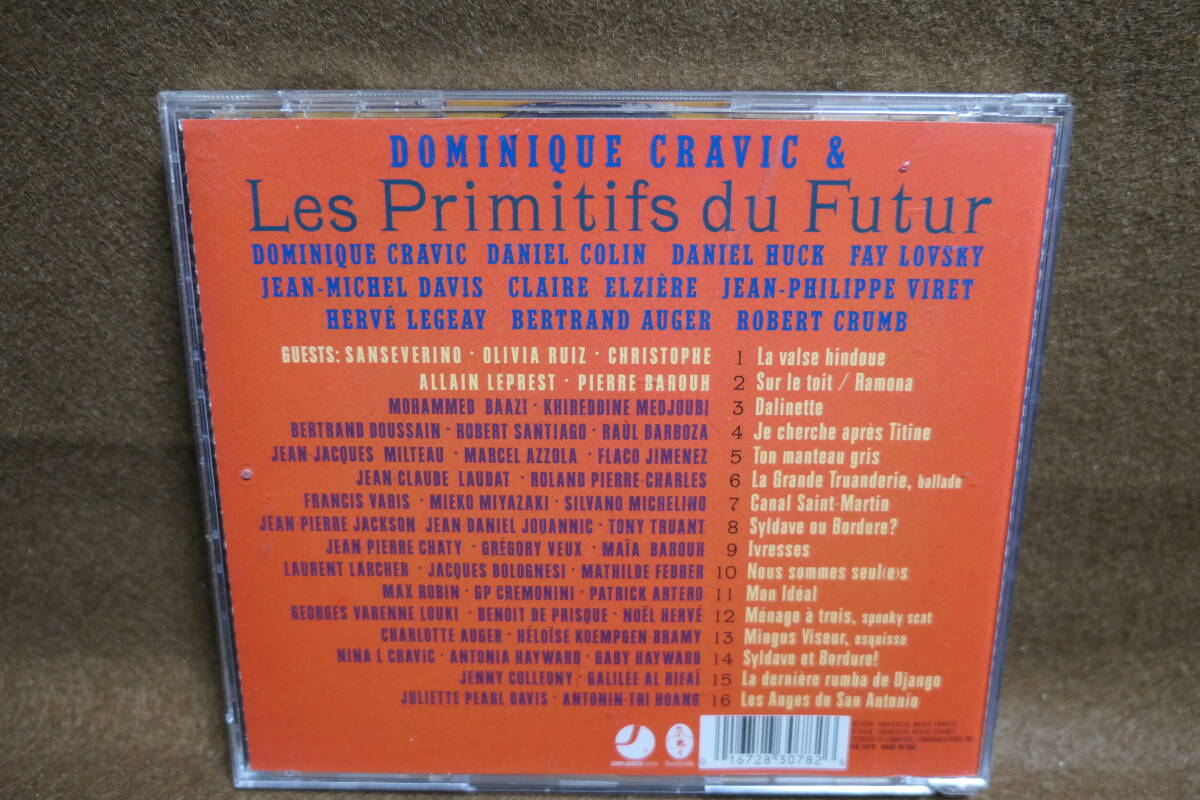 DOMINIQUE CRAVIC &
Les Primitifs du Futur
DOMINIQUE CRAVIC DANIEL COLIN DANIEL HUCK FAY LOVSKY
JEAN-MICHEL DAVIS CLAIRE ELZIÈRE JEAN-PHILIPPE VIRET
HERVÉ LEGEAY BERTRAND AUGER ROBERT CRUMB
GUESTS: SANSEVERINO · OLIVIA RUIZ · CHRISTOPHE
ALLAIN LEPREST · PIERRE BAROUH
MOHAMMED BAAZI · KHIREDDINE MEDJOUBI
BERTRAND DOUSSAIN · ROBERT SANTIAGO · RAÙL BARBOZA
JEAN-JACQUES MILTEAU · MARCEL AZZOLA · FLACO JIMENEZ
JEAN-CLAUDE LAUDAT · ROLAND PIERRE-CHARLES
FRANCIS VARIS · MIEKO MIYAZAKI · SILVANO MICHELINO
JEAN-PIERRE JACKSON JEAN-DANIEL JOUANNIC · TONY TRUANT
JEAN PIERRE CHATY · GRÉGORY VEUX · MAÏA BAROUH
LAURENT LARCHER · JACQUES BOLOGNESI · MATHILDE FEBRER
MAX ROBIN · GP CREMONINI · PATRICK ARTERO
GEORGES VARENNE LOUKI · BENOIT DE PRISQUE · NOËL HERVÉ
CHARLOTTE AUGER · HÉLOÏSE KOEMPGEN-BRAMY
NINA L CRAVIC · ANTONIA HAYWARD · GABY HAYWARD
JENNY CULLEONY · GALILÉE AL RIFAÏ
JULIETTE PEARL DAVIS · ANTONIN-TRI HOANG
1 La valse hindoue
2 Sur le toit / Ramona
3 Dalinette
4 Je cherche après Titine
5 Ton manteau gris
6 La Grande Truanderie, ballade
7 Canal Saint-Martin
8 Syldave ou Bordure?
9 Ivresses
10 Nous sommes seul(e)s
11 Mon Idéal
12 Ménage à trois, spooky scat
13 Mingus Viseur, esquisse
14 Syldave et Bordure!
15 La dernière rumba de Django
16 Les Anges de San Antonio
0 16728 30782 6